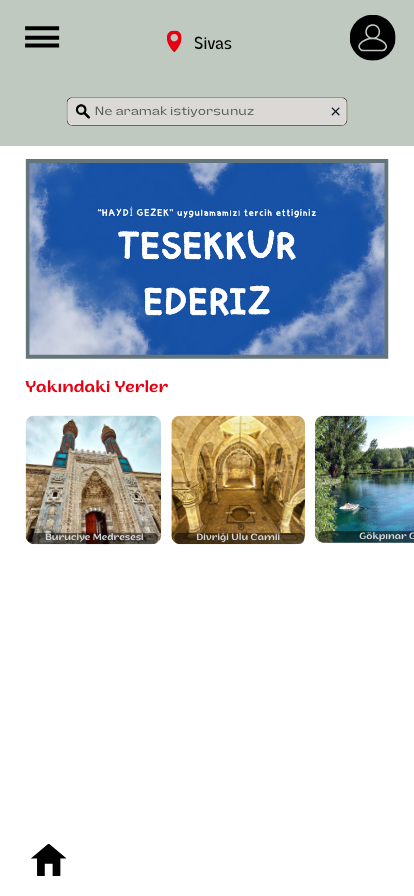 Sivas
Ne aramak istiyorsunuz
"HAYDİ GEZEK" uygulamamızı tercih ettiginiz
TESEKKUR
EDERIZ
Yakındaki Yerler
Buruciye Medresesi
Divriği Ulu Camii
Gökpınar G